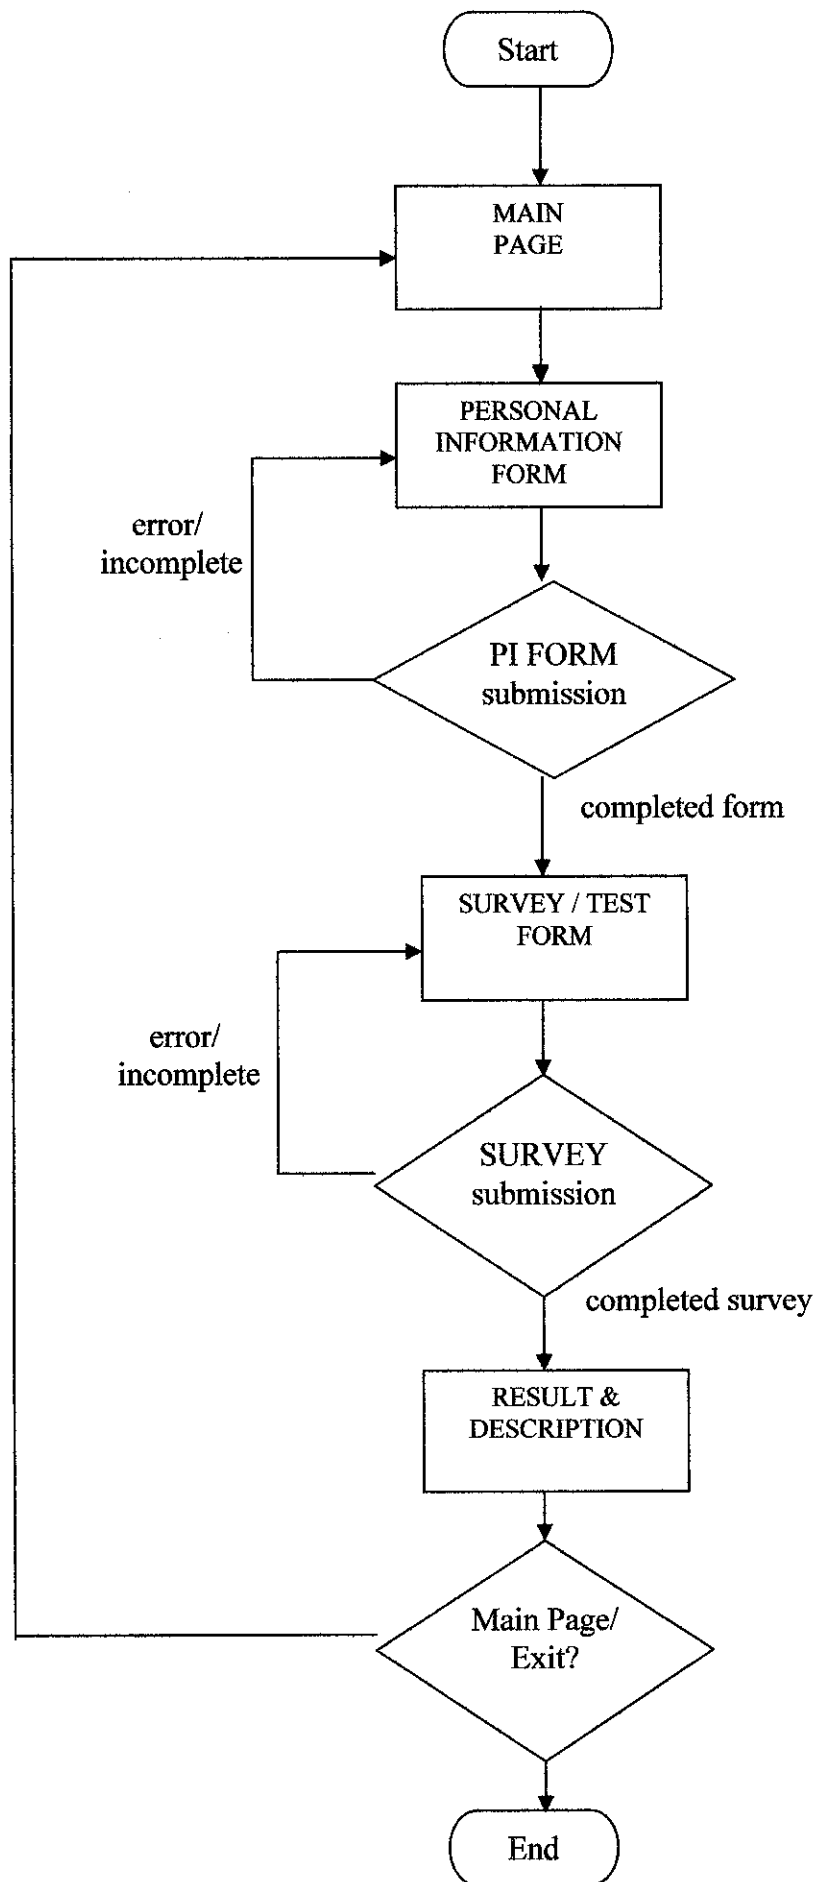 Start
MAIN
PAGE
PERSONAL
INFORMATION
FORM
error/
incomplete
PI FORM
submission
completed form
SURVEY / TEST
FORM
error/
incomplete
SURVEY
submission
completed survey
RESULT &
DESCRIPTION
Main Page/
Exit?
End